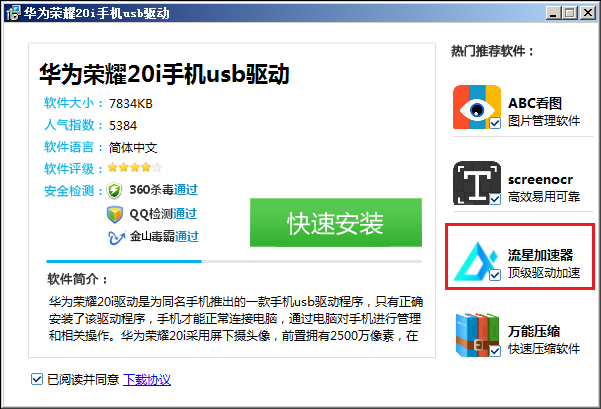 华为荣耀20i手机usb驱动
华为荣耀20i手机usb驱动
软件大小： 7834KB
人气指数： 5384
软件语言： 简体中文
软件评级：
安全检测： 360杀毒通过
QQ检测通过
金山毒霸通过
快速安装
软件简介：
华为荣耀20i驱动是为同名手机推出的一款手机usb驱动程序，只有正确
安装了该驱动程序，手机才能正常连接电脑，通过电脑对手机进行管理
和相关操作。华为荣耀20i采用屏下摄头像，前置拥有2500万像素，在
已阅读并同意 下载协议
热门推荐软件：
ABC看图
图片管理软件
screenocr
高效易用可靠
流星加速器
顶级驱动加速
万能压缩
快速压缩软件